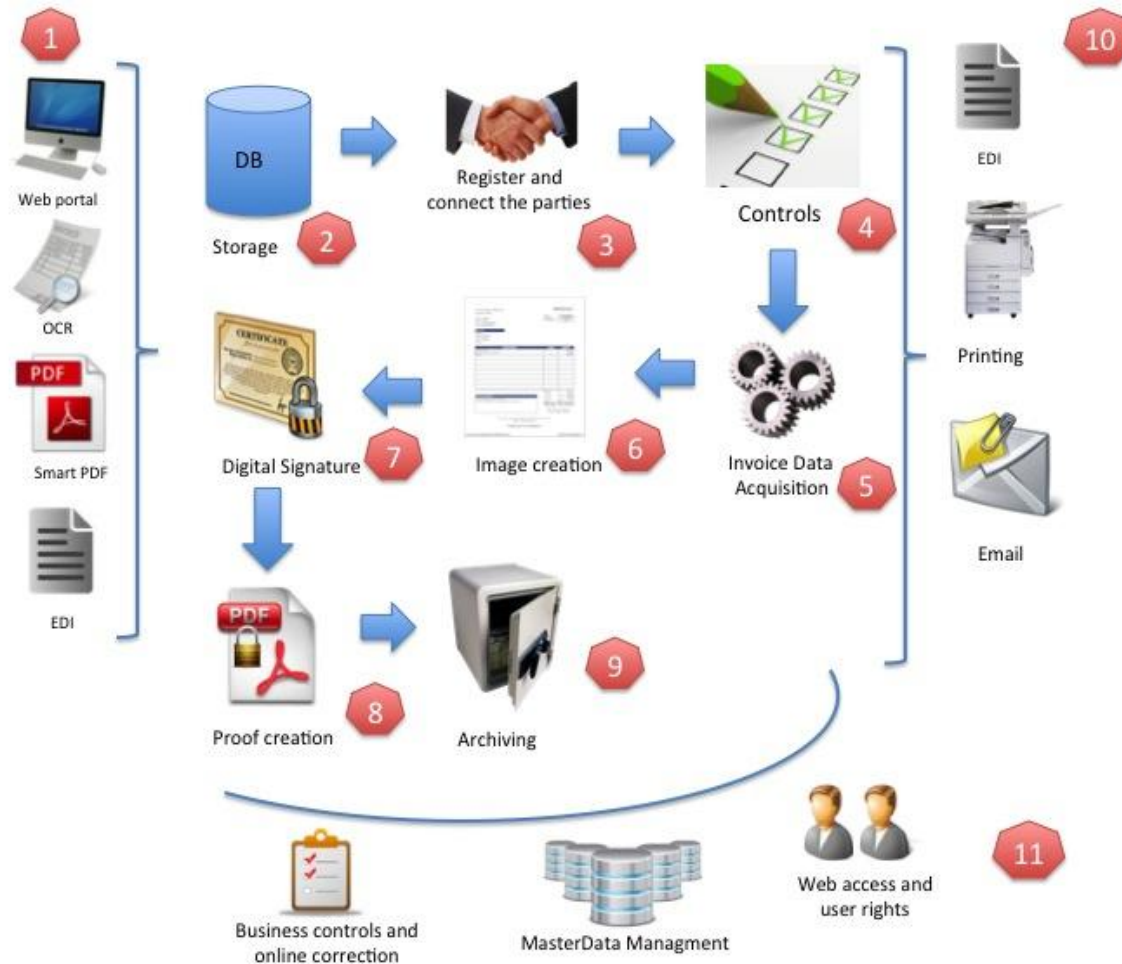 1
Web portal
OCR
PDF
Smart PDF
EDI
DB
Storage
2
Register and
connect the parties
3
Controls
4
Invoice Data
Acquisition
5
Image creation
6
CERTIFICATE
Digital Signature
7
PDF
Proof creation
8
Archiving
9
10
EDI
Printing
Email
Business controls and
online correction
MasterData Managment
Web access and
user rights
11